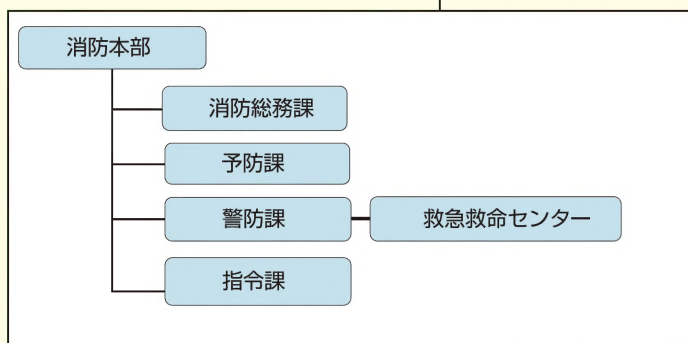 消防本部
消防総務課
予防課
警防課
救急救命センター
指令課